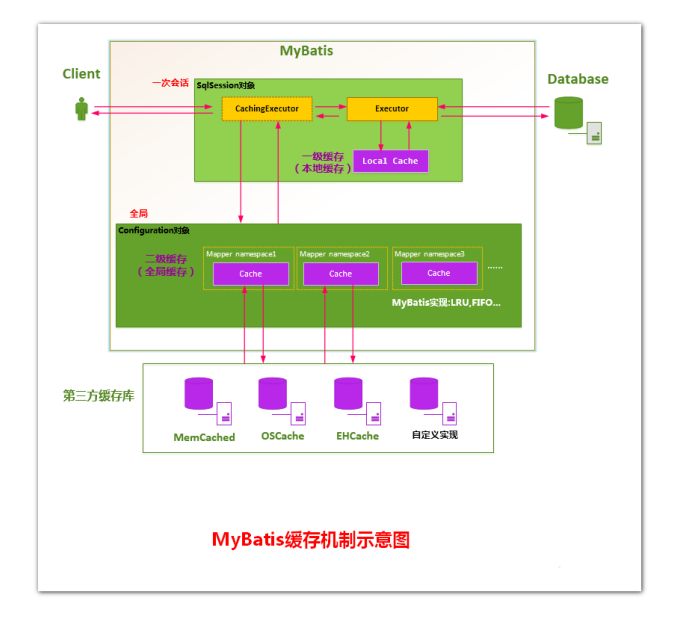 MyBatis
Client
一次会话
SqlSession对象
Database
CachingExecutor
Executor
一级缓存
（本地缓存）
Local Cache
全局
Configuration对象
二级缓存
（全局缓存）
Mapper namespace1
Cache
Mapper namespace2
Cache
Mapper namespace3
Cache
······
MyBatis实现:LRU,FIFO...
第三方缓存库
MemCached
OSCache
EHCache
自定义实现
MyBatis缓存机制示意图